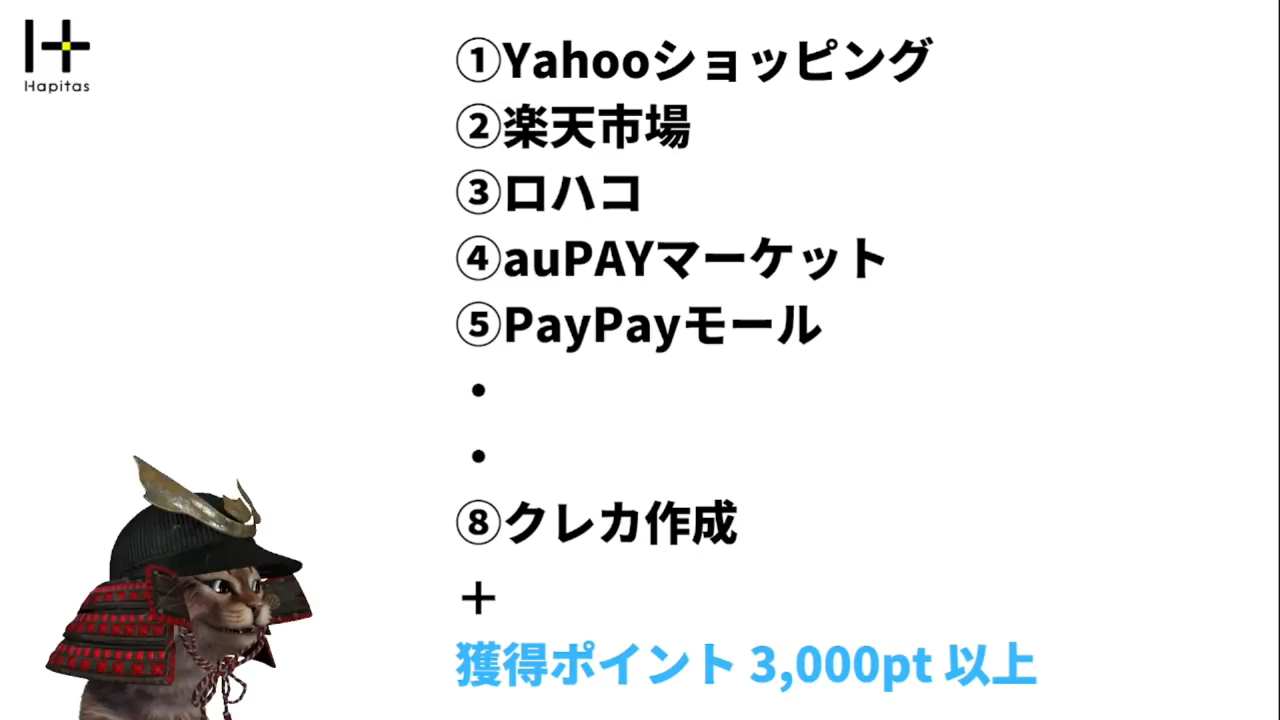 Hapitas
①Yahooショッピング
②楽天市場
③ロハコ
④auPAYマーケット
⑤PayPayモール
・
・
⑧クレカ作成
＋
獲得ポイント 3,000pt 以上